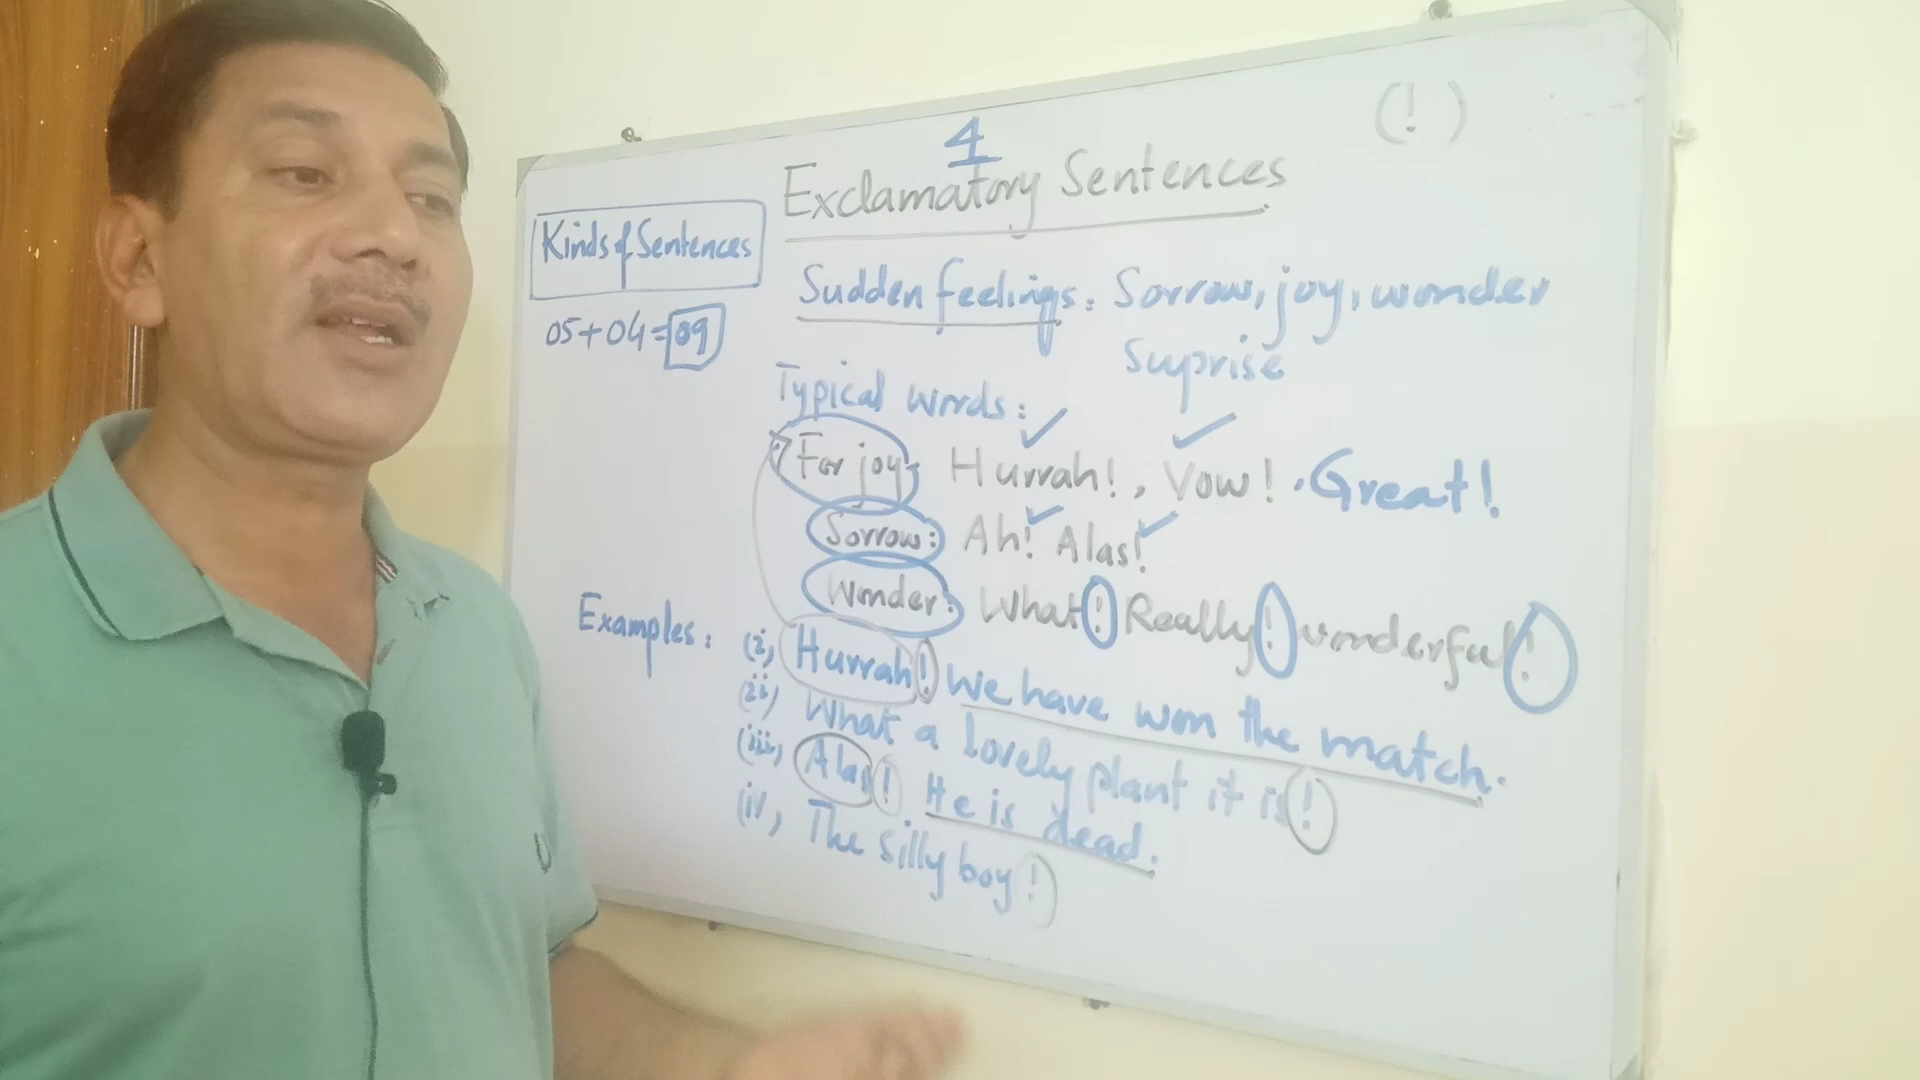 (!)
4
Exclamatory Sentences
Kinds of Sentences
05+04=09
Sudden feelings: Sorrow, joy, wonder
Suprise
Typical words:
For joy: Hurrah!, Vow!, Great!
Sorrow: Ah! Alas!
Wonder: What! Really! wonderful!
Examples: (i) Hurrah! We have won the match.
(ii) What a lovely plant it is!
(iii) Alas! He is dead.
(iv) The silly boy!